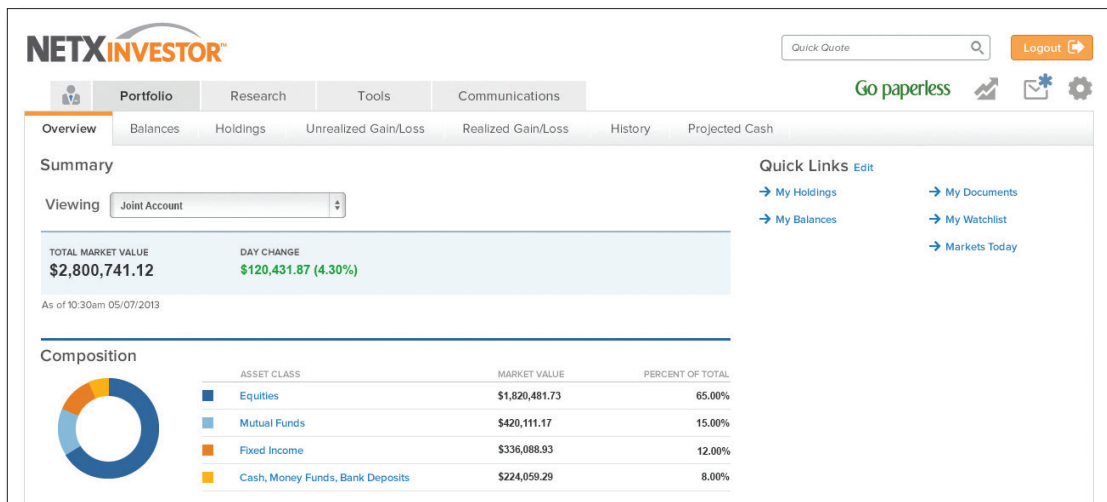 NETXINVESTOR™
Quick Quote
Logout
Go paperless
Portfolio Research Tools Communications
Overview Balances Holdings Unrealized Gain/Loss Realized Gain/Loss History Projected Cash
Summary
Quick Links Edit
My Holdings My Documents
My Balances My Watchlist
Markets Today
Viewing Joint Account
TOTAL MARKET VALUE DAY CHANGE
$2,800,741.12 $120,431.87 (4.30%)
As of 10:30am 05/07/2013
Composition
ASSET CLASS MARKET VALUE PERCENT OF TOTAL
Equities $1,820,481.73 65.00%
Mutual Funds $420,111.17 15.00%
Fixed Income $336,088.93 12.00%
Cash, Money Funds, Bank Deposits $224,059.29 8.00%